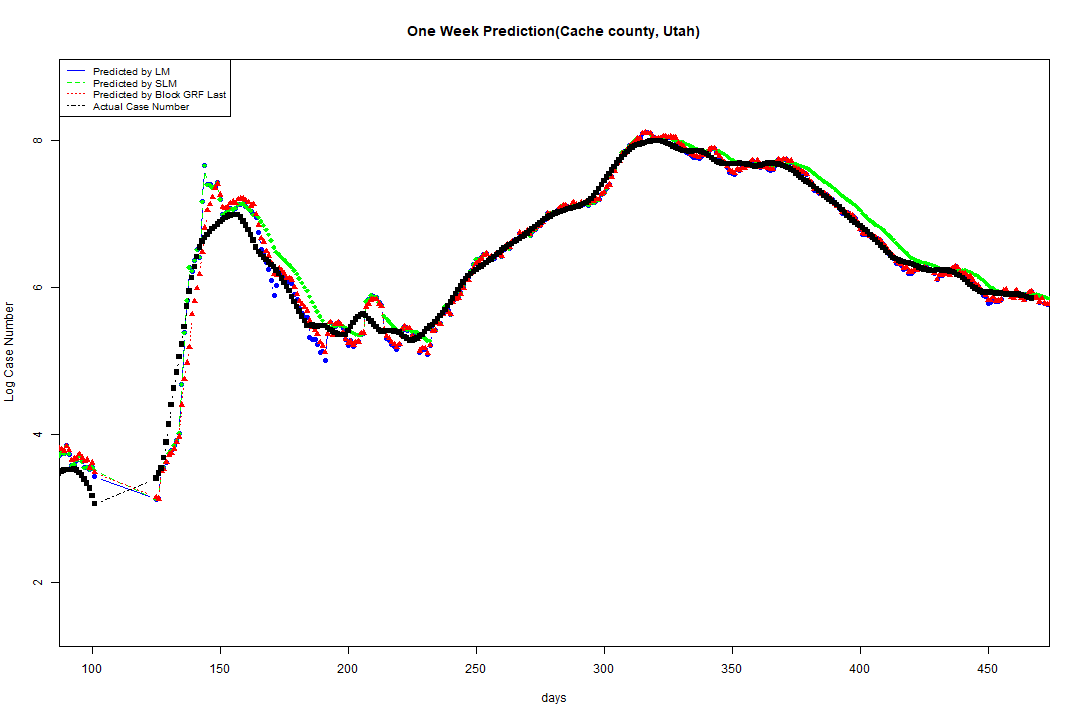 One Week Prediction(Cache county, Utah)
Predicted by LM
Predicted by SLM
Predicted by Block GRF Last
Actual Case Number
8
6
4
2
Log Case Number
100 150 200 250 300 350 400 450
days